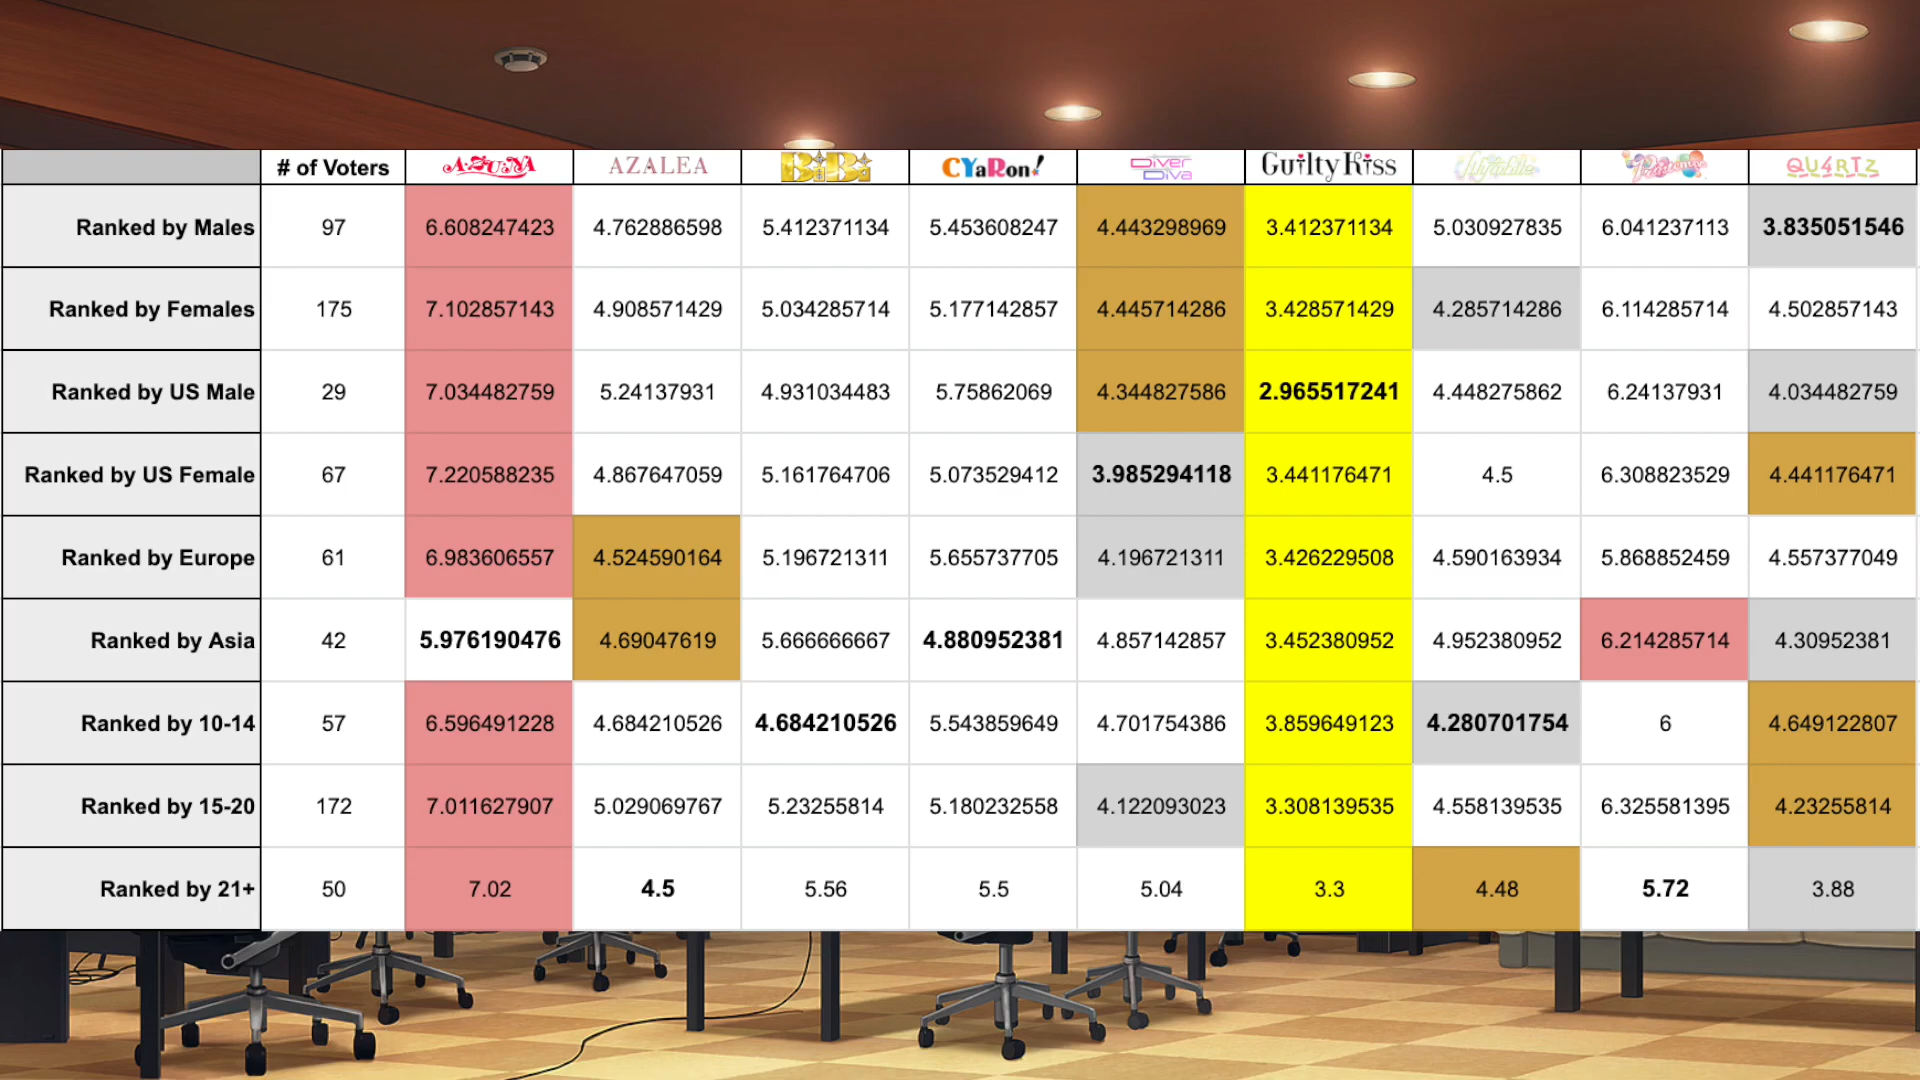 # of Voters A・ZU・NA AZALEA BiBi CYaRon! DiverDiva Guilty Kiss lily white Printemps QU4RTZ
Ranked by Males 97 6.608247423 4.762886598 5.412371134 5.453608247 4.443298969 3.412371134 5.030927835 6.041237113 3.835051546
Ranked by Females 175 7.102857143 4.908571429 5.034285714 5.177142857 4.445714286 3.428571429 4.285714286 6.114285714 4.502857143
Ranked by US Male 29 7.034482759 5.24137931 4.931034483 5.75862069 4.344827586 2.965517241 4.448275862 6.24137931 4.034482759
Ranked by US Female 67 7.220588235 4.867647059 5.161764706 5.073529412 3.985294118 3.441176471 4.5 6.308823529 4.441176471
Ranked by Europe 61 6.983606557 4.524590164 5.196721311 5.655737705 4.196721311 3.426229508 4.590163934 5.868852459 4.557377049
Ranked by Asia 42 5.976190476 4.69047619 5.666666667 4.880952381 4.857142857 3.452380952 4.952380952 6.214285714 4.30952381
Ranked by 10-14 57 6.596491228 4.684210526 4.684210526 5.543859649 4.701754386 3.859649123 4.280701754 6 4.649122807
Ranked by 15-20 172 7.011627907 5.029069767 5.23255814 5.180232558 4.122093023 3.308139535 4.558139535 6.325581395 4.23255814
Ranked by 21+ 50 7.02 4.5 5.56 5.5 5.04 3.3 4.48 5.72 3.88